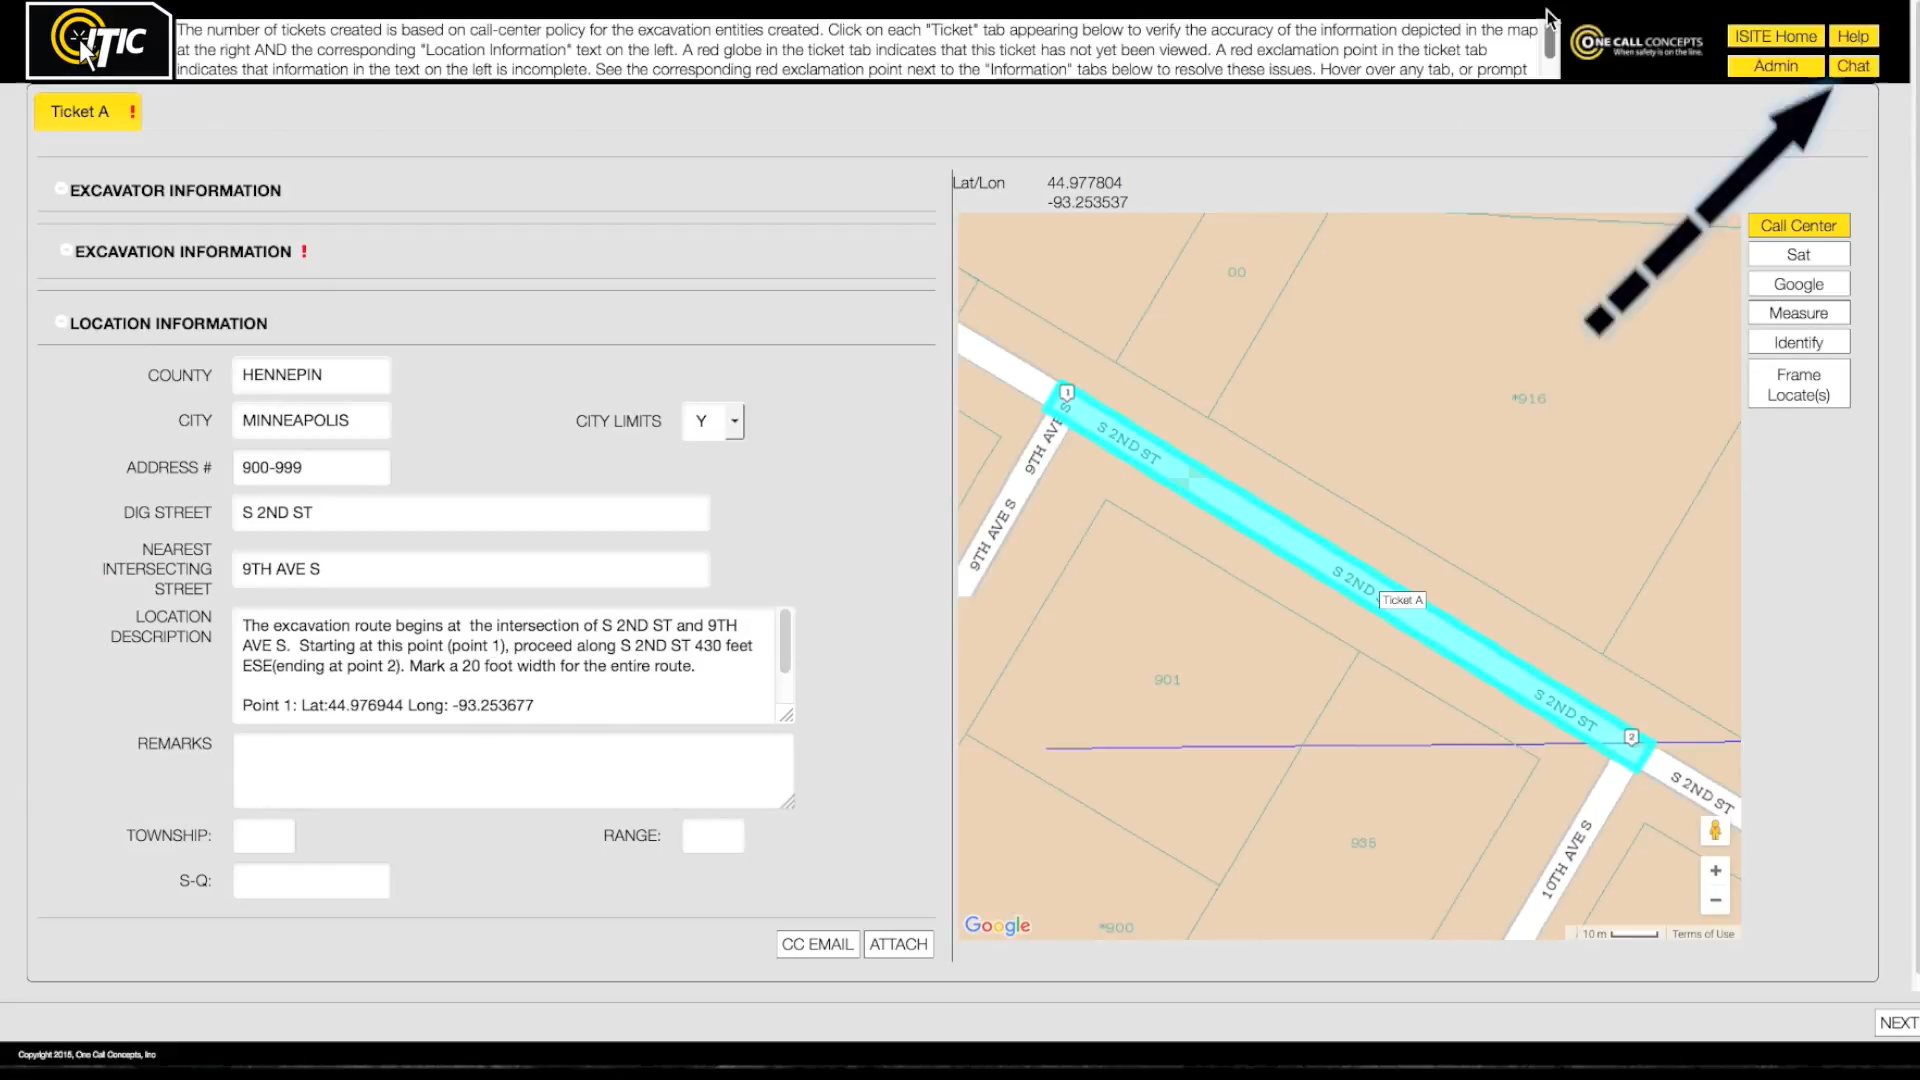 ITIC
The number of tickets created is based on call-center policy for the excavation entities created. Click on each "Ticket" tab appearing below to verify the accuracy of the information depicted in the map
at the right AND the corresponding "Location Information" text on the left. A red globe in the ticket tab indicates that this ticket has not yet been viewed. A red exclamation point in the ticket tab
indicates that information in the text on the left is incomplete. See the corresponding red exclamation point next to the "Information" tabs below to resolve these issues. Hover over any tab, or prompt
ONE CALL CONCEPTS
When safety is on the line.
ISITE Home
Help
Admin
Chat
Ticket A !
EXCAVATOR INFORMATION
EXCAVATION INFORMATION !
LOCATION INFORMATION
COUNTY
HENNEPIN
CITY
MINNEAPOLIS
CITY LIMITS
Y
ADDRESS #
900-999
DIG STREET
S 2ND ST
NEAREST
INTERSECTING
STREET
9TH AVE S
LOCATION
DESCRIPTION
The excavation route begins at  the intersection of S 2ND ST and 9TH
AVE S.  Starting at this point (point 1), proceed along S 2ND ST 430 feet
ESE(ending at point 2). Mark a 20 foot width for the entire route.
Point 1: Lat:44.976944 Long: -93.253677
REMARKS
TOWNSHIP:
RANGE:
S-Q:
CC EMAIL
ATTACH
Lat/Lon
44.977804
-93.253537
00
*916
1
S 2ND ST
9TH AVE S
9TH AVE S
S 2ND
Ticket A
901
S 2ND ST
2
S 2ND ST
10TH AVE S
935
*900
Google
+
−
10 m
Terms of Use
Call Center
Sat
Google
Measure
Identify
Frame
Locate(s)
NEXT
Copyright 2015, One Call Concepts, Inc